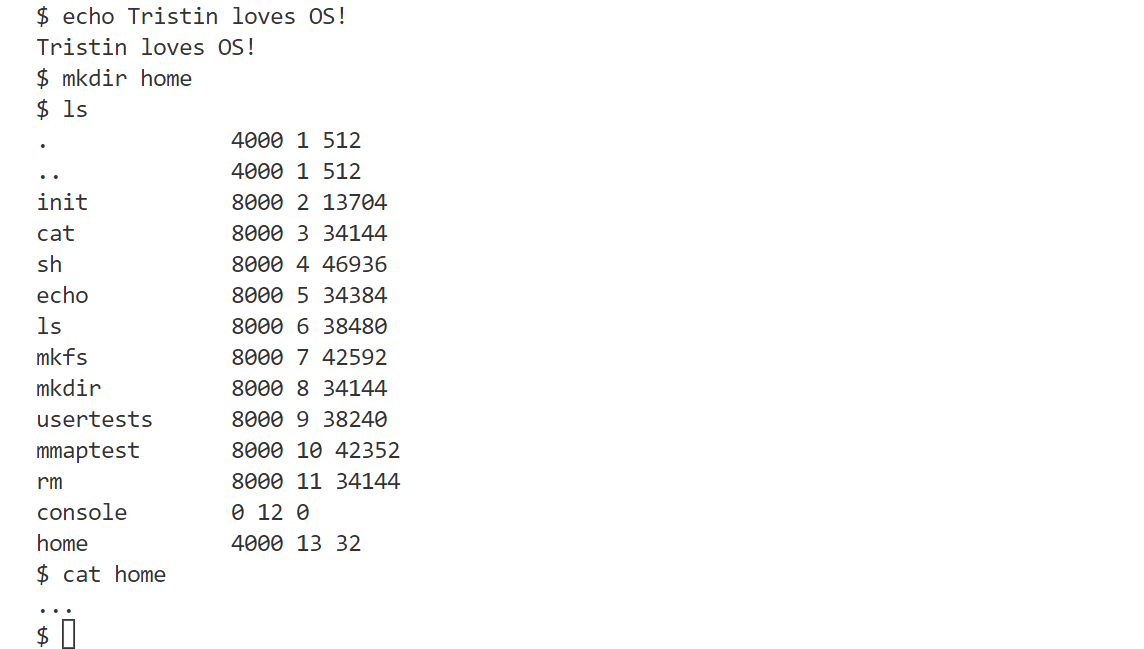 $ echo Tristin loves OS!
Tristin loves OS!
$ mkdir home
$ ls
.              4000 1 512
..             4000 1 512
init           8000 2 13704
cat            8000 3 34144
sh             8000 4 46936
echo           8000 5 34384
ls             8000 6 38480
mkfs           8000 7 42592
mkdir          8000 8 34144
usertests      8000 9 38240
mmaptest       8000 10 42352
rm             8000 11 34144
console        0 12 0
home           4000 13 32
$ cat home
...
$